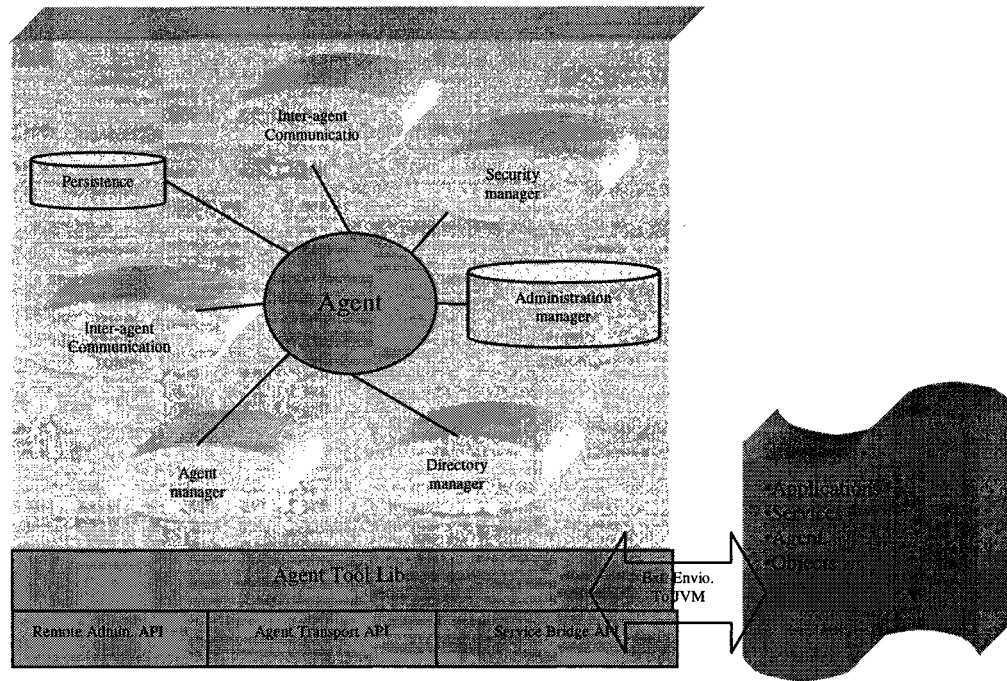 Inter-agent
Communicatio
Persistence
Security
manager
Agent
Administration
manager
Inter-agent
Communication
Agent
manager
Directory
manager
Agent Tool Lib
Ext. Envio.
To JVM
•Applications
•Services
•Agent
•Objects
Remote Admin. API
Agent Transport API
Service Bridge API